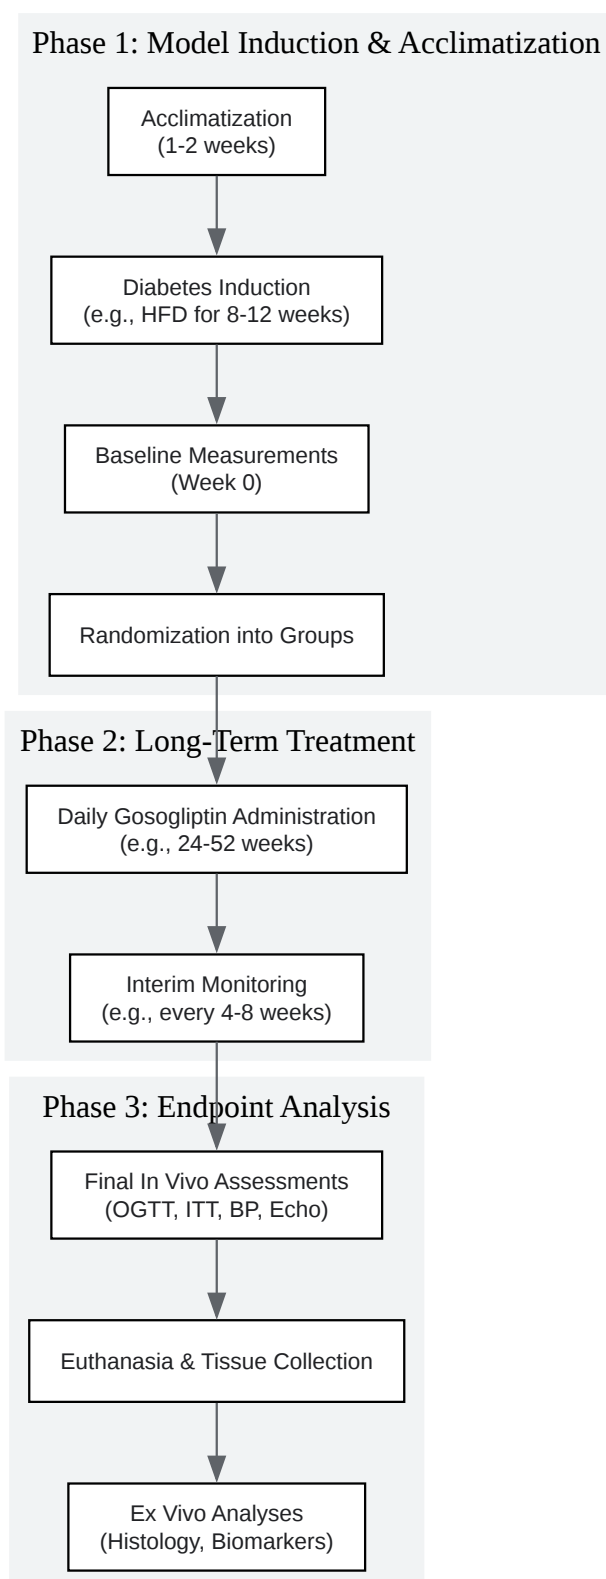 Phase 1: Model Induction & Acclimatization
Acclimatization
(1-2 weeks)
Diabetes Induction
(e.g., HFD for 8-12 weeks)
Baseline Measurements
(Week 0)
Randomization into Groups
Phase 2: Long-Term Treatment
Daily Gosogliptin Administration
(e.g., 24-52 weeks)
Interim Monitoring
(e.g., every 4-8 weeks)
Phase 3: Endpoint Analysis
Final In Vivo Assessments
(OGTT, ITT, BP, Echo)
Euthanasia & Tissue Collection
Ex Vivo Analyses
(Histology, Biomarkers)